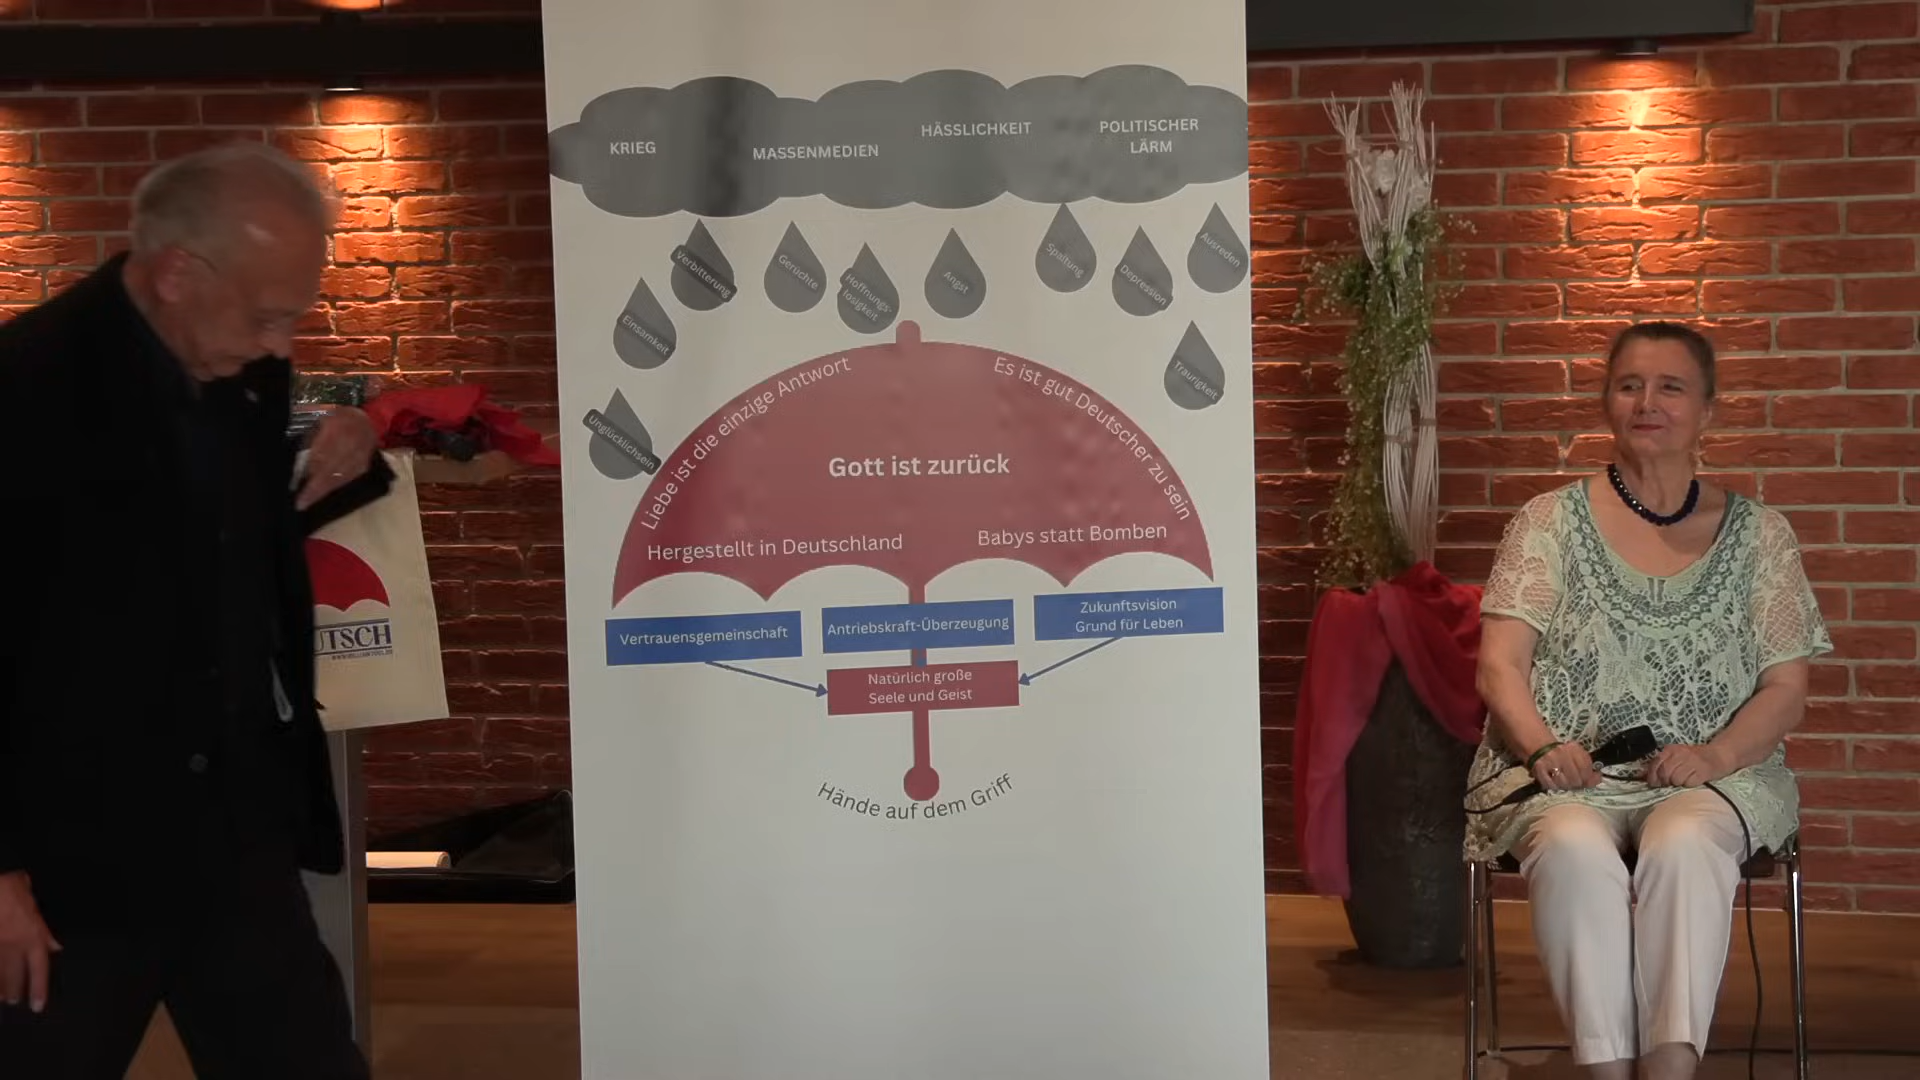 KRIEG
MASSENMEDIEN
HÄSSLICHKEIT
POLITISCHER
LÄRM
Verbitterung
Gerüchte
Hoffnungs-
losigkeit
Angst
Spaltung
Depression
Ausreden
Einsamkeit
Traurigkeit
Unglücklichsein
Liebe ist die einzige Antwort
Es ist gut Deutscher zu sein
Gott ist zurück
Hergestellt in Deutschland
Babys statt Bomben
Vertrauensgemeinschaft
Antriebskraft-Überzeugung
Zukunftsvision
Grund für Leben
Natürlich große
Seele und Geist
Hände auf dem Griff
UTSCH